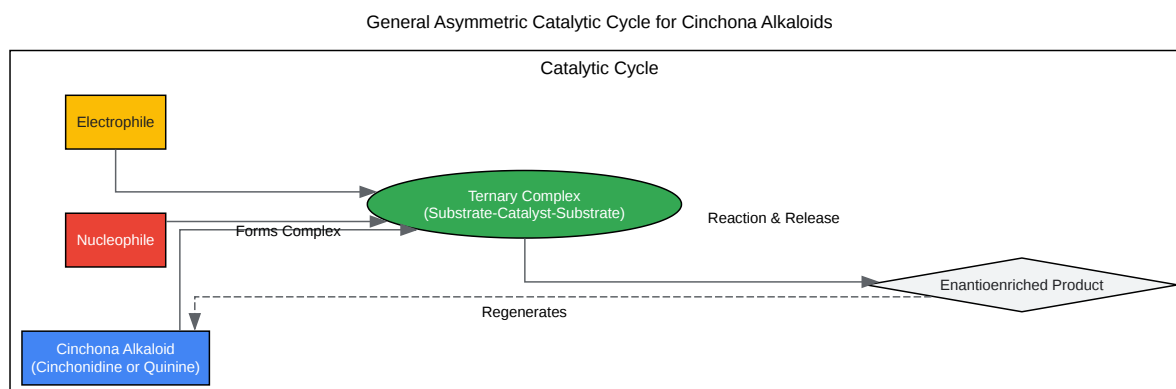 General Asymmetric Catalytic Cycle for Cinchona Alkaloids
Catalytic Cycle
Electrophile
Ternary Complex
(Substrate-Catalyst-Substrate)
Reaction & Release
Nucleophile
Forms Complex
Enantioenriched Product
Regenerates
Cinchona Alkaloid
(Cinchonidine or Quinine)